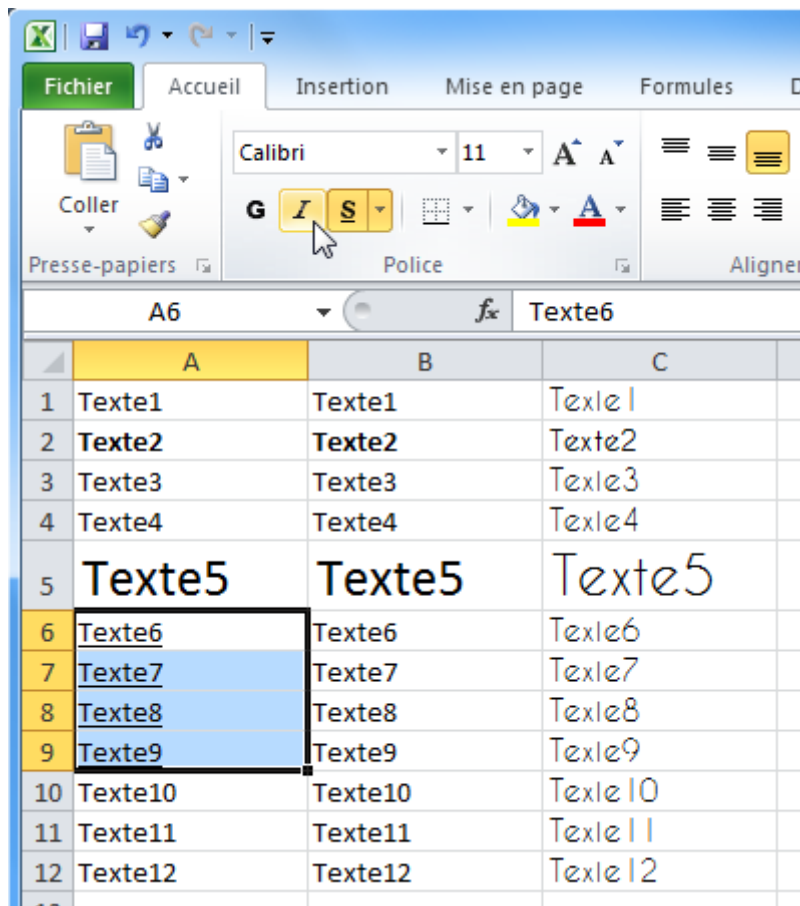 Fichier Accueil Insertion Mise en page Formules
Calibri 11 A A
Coller G I S A
Presse-papiers Police
A6 fx Texte6
A B C
1 Texte1 Texte1 Texte1
2 Texte2 Texte2 Texte2
3 Texte3 Texte3 Texte3
4 Texte4 Texte4 Texte4
5 Texte5 Texte5 Texte5
6 Texte6 Texte6 Texte6
7 Texte7 Texte7 Texte7
8 Texte8 Texte8 Texte8
9 Texte9 Texte9 Texte9
10 Texte10 Texte10 Texte10
11 Texte11 Texte11 Texte11
12 Texte12 Texte12 Texte12